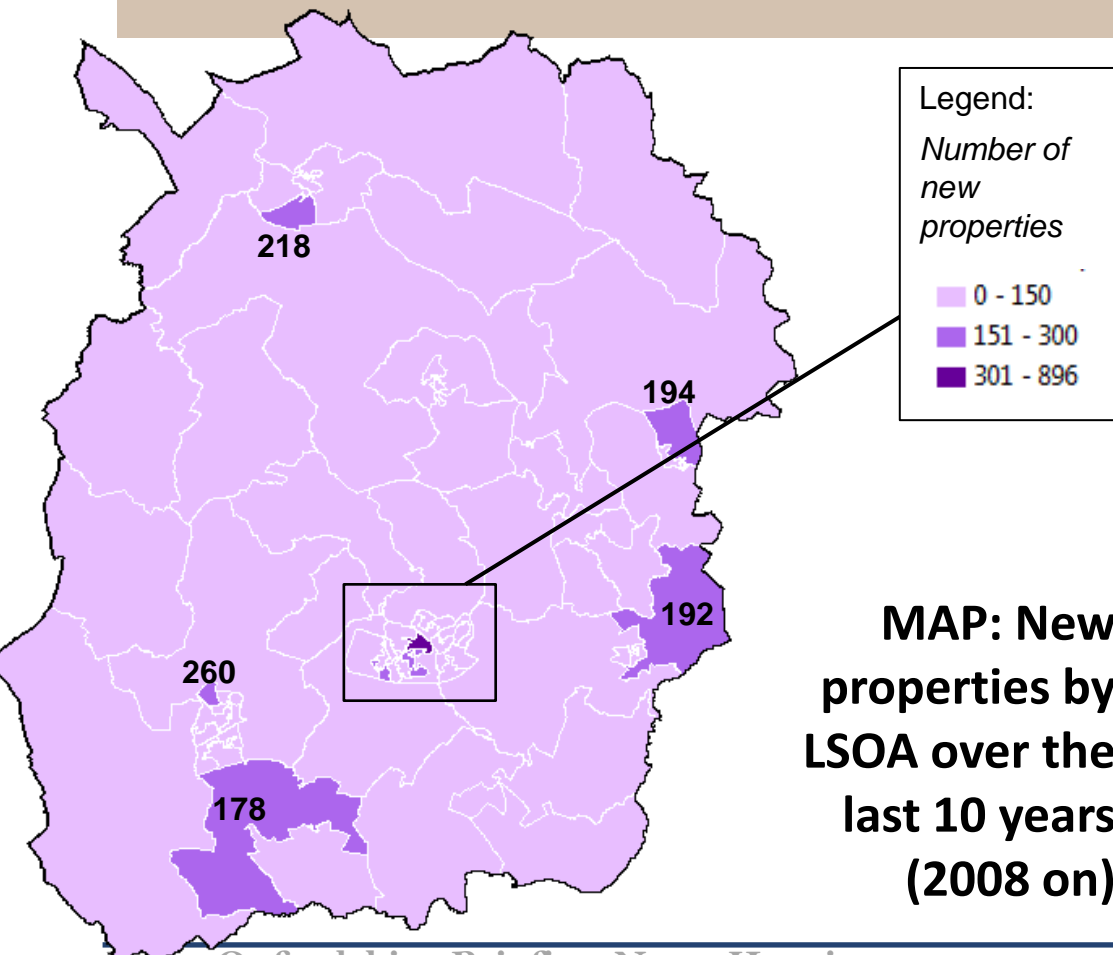 Legend:
Number of
new
properties
0 - 150
151 - 300
301 - 896
218
194
192
260
178
MAP: New
properties by
LSOA over the
last 10 years
(2008 on)